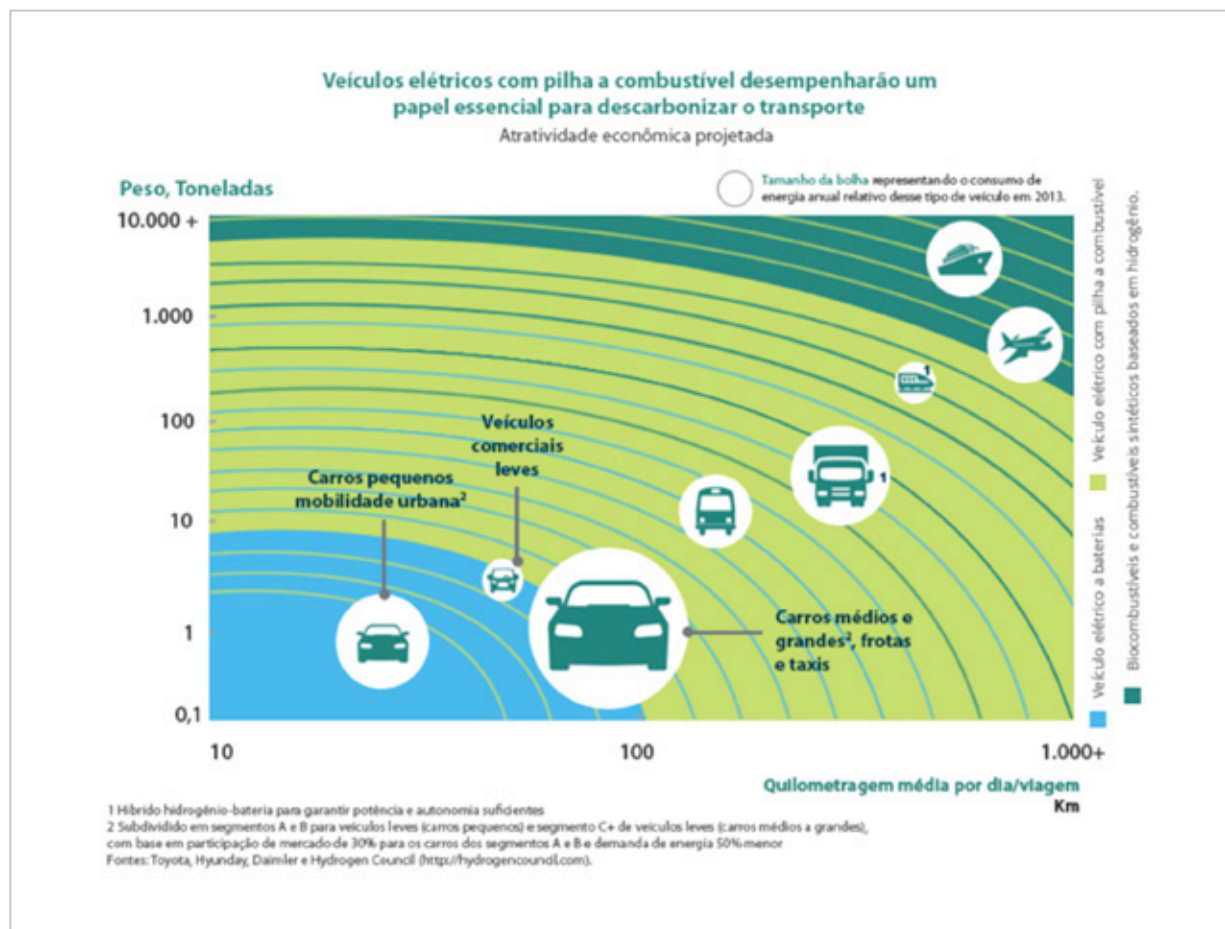 Veículos elétricos com pilha a combustível desempenharão um
papel essencial para descarbonizar o transporte
Atratividade econômica projetada
Peso, Toneladas
Tamanho da bolha representando o consumo de
energia anual relativo desse tipo de veículo em 2013.
10.000 +
1.000
100
10
1
0,1
Carros pequenos
mobilidade urbana²
Veículos
comerciais
leves
1
1
Carros médios e
grandes², frotas
e taxis
Veículo elétrico a baterias
Veículo elétrico com pilha a combustível
Biocombustíveis e combustíveis sintéticos baseados em hidrogênio.
10
100
1.000+
Quilometragem média por dia/viagem
Km
1 Híbrido hidrogênio-bateria para garantir potência e autonomia suficientes
2 Subdividido em segmentos A e B para veículos leves (carros pequenos) e segmento C+ de veículos leves (carros médios a grandes),
com base em participação de mercado de 30% para os carros dos segmentos A e B e demanda de energia 50% menor
Fontes: Toyota, Hyunday, Daimler e Hydrogen Council (http://hydrogencouncil.com).